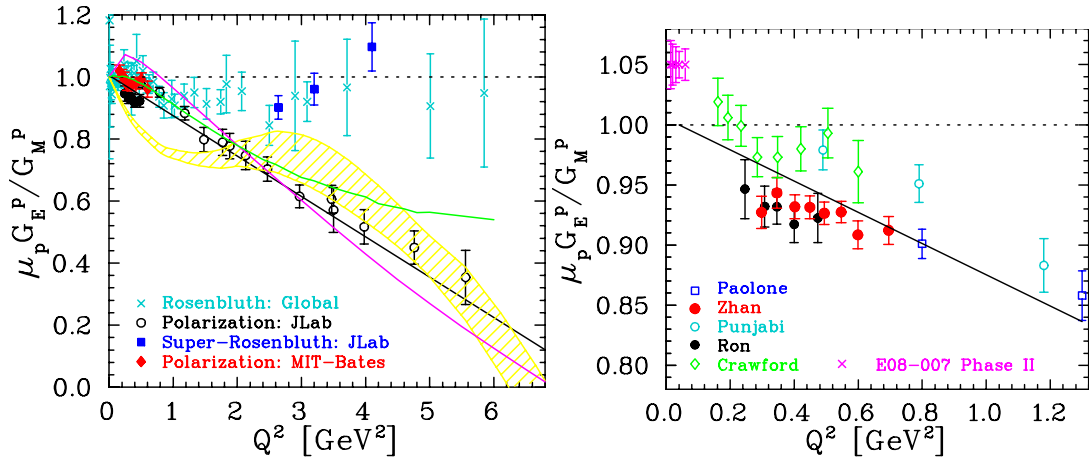 μpGEp/GMp
1.2
1.0
0.8
0.6
0.4
0.2
0.0
Rosenbluth: Global
Polarization: JLab
Super-Rosenbluth: JLab
Polarization: MIT-Bates
0 1 2 3 4 5 6
Q² [GeV²]
μpGEp/GMp
1.05
1.00
0.95
0.90
0.85
0.80
Paolone
Zhan
Punjabi
Ron
Crawford
E08-007 Phase II
0.0 0.2 0.4 0.6 0.8 1.0 1.2
Q² [GeV²]